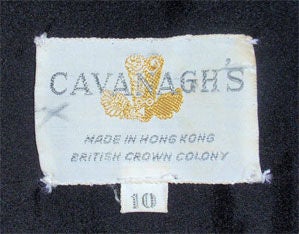 CAVANAGH'S
MADE IN HONG KONG
BRITISH CROWN COLONY
10